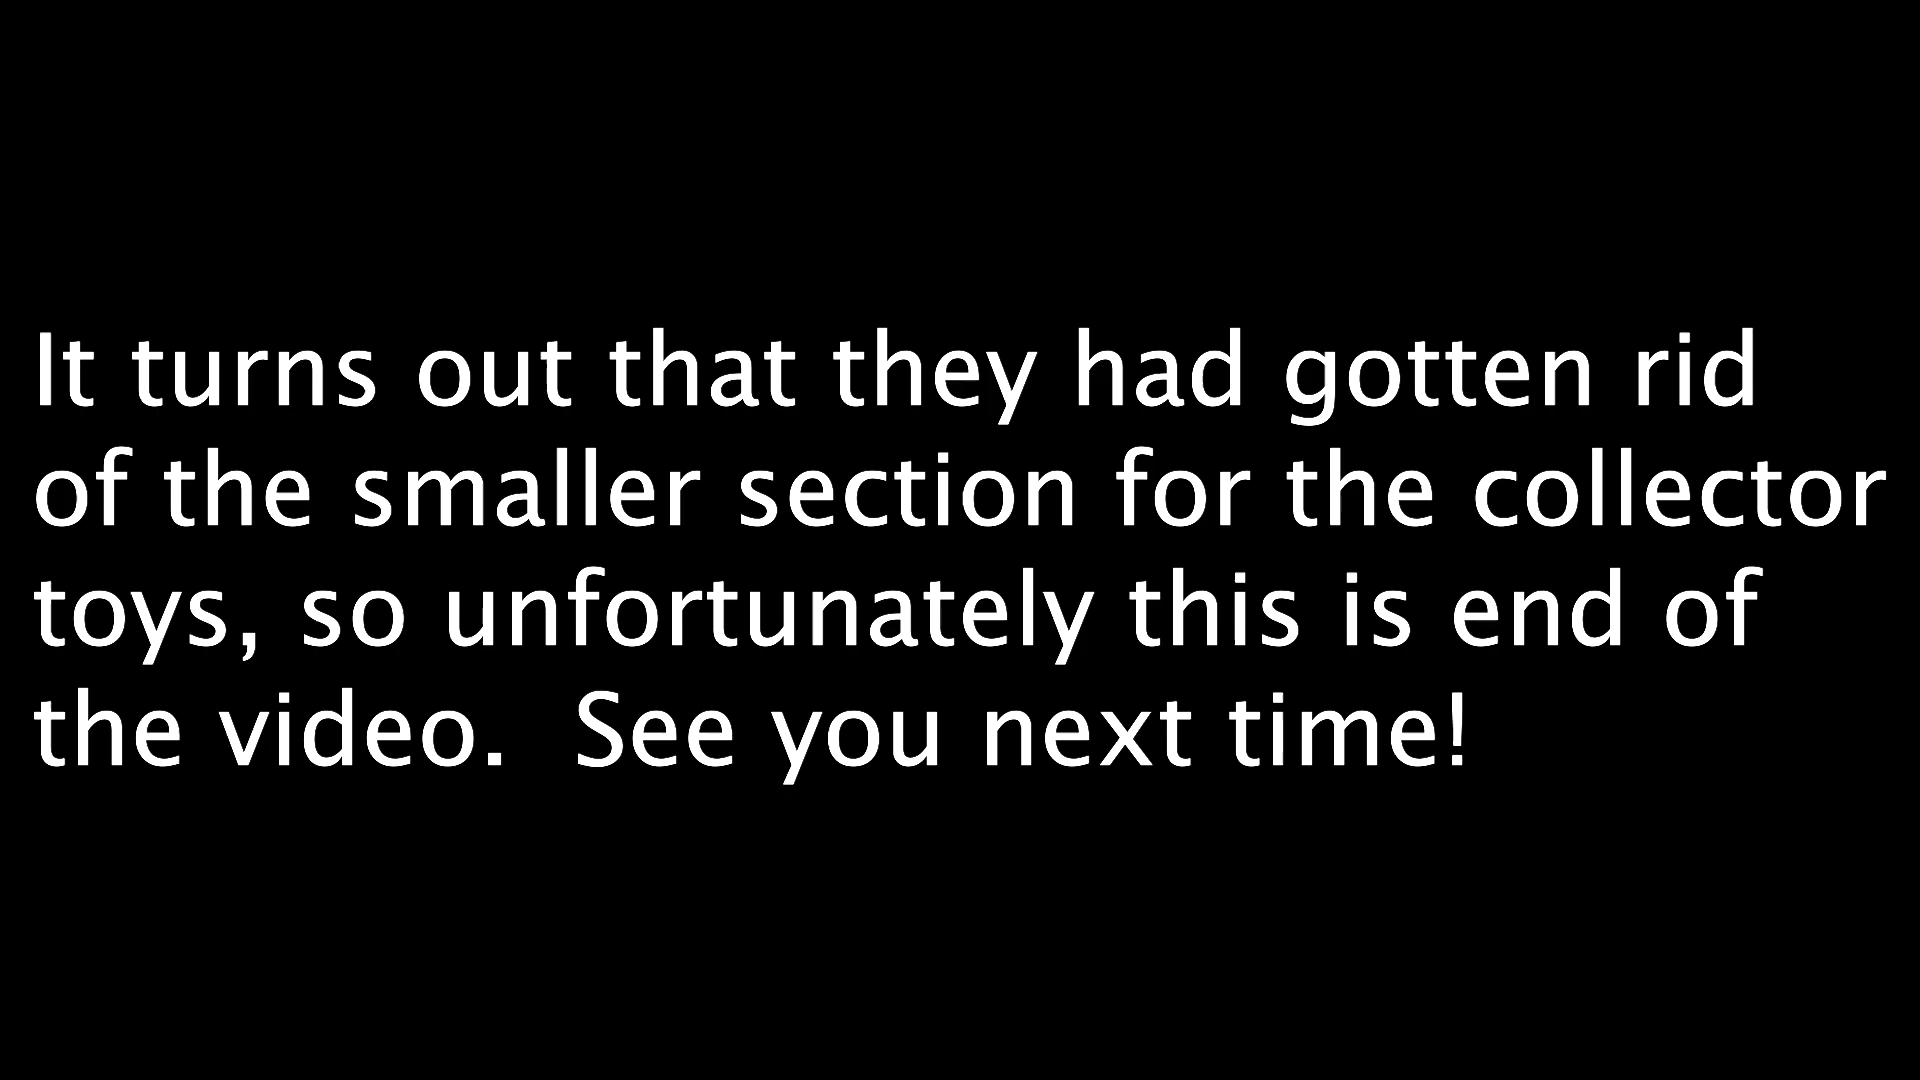 It turns out that they had gotten rid
of the smaller section for the collector
toys, so unfortunately this is end of
the video.  See you next time!